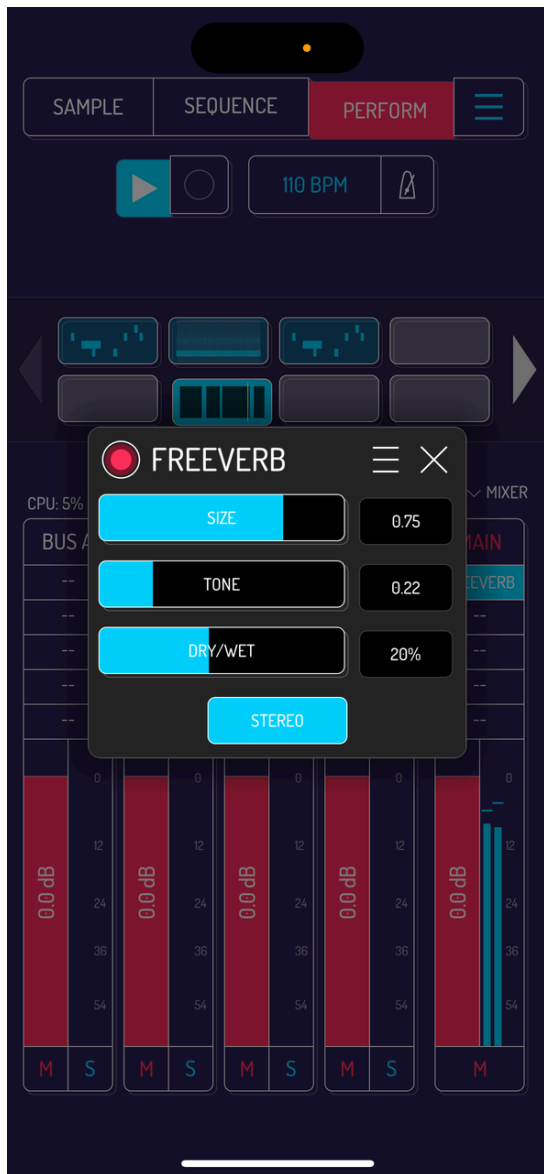 SAMPLE
SEQUENCE
PERFORM
110 BPM
FREEVERB
CPU: 5%
MIXER
SIZE
0.75
BUS A
MAIN
--
TONE
0.22
--
--
--
--
DRY/WET
20%
--
--
--
--
STEREO
0 0 0 0 0
12 12 12 12 12
0.0 dB 0.0 dB 0.0 dB 0.0 dB 0.0 dB
24 24 24 24 24
36 36 36 36 36
54 54 54 54 54
M S M S M S M S M